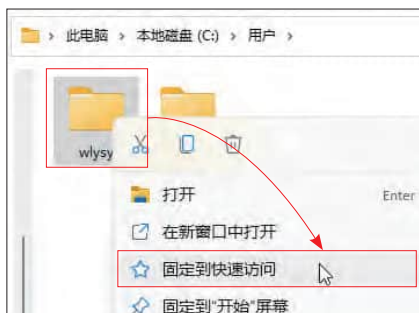 此电脑 › 本地磁盘 (C:) › 用户 ›
wlysy
打开 Enter
在新窗口中打开
固定到快速访问
固定到"开始"屏幕